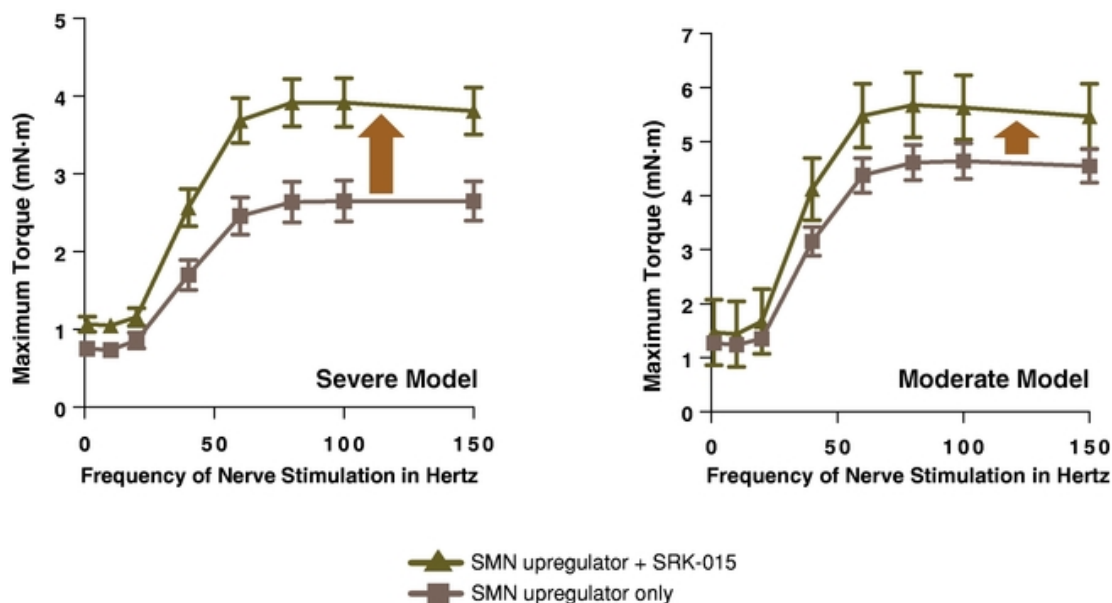 5
4
3
2
1
0
Maximum Torque (mN·m)
Severe Model
0 50 100 150
Frequency of Nerve Stimulation in Hertz
7
6
5
4
3
2
1
0
Maximum Torque (mN·m)
Moderate Model
0 50 100 150
Frequency of Nerve Stimulation in Hertz
SMN upregulator + SRK-015
SMN upregulator only